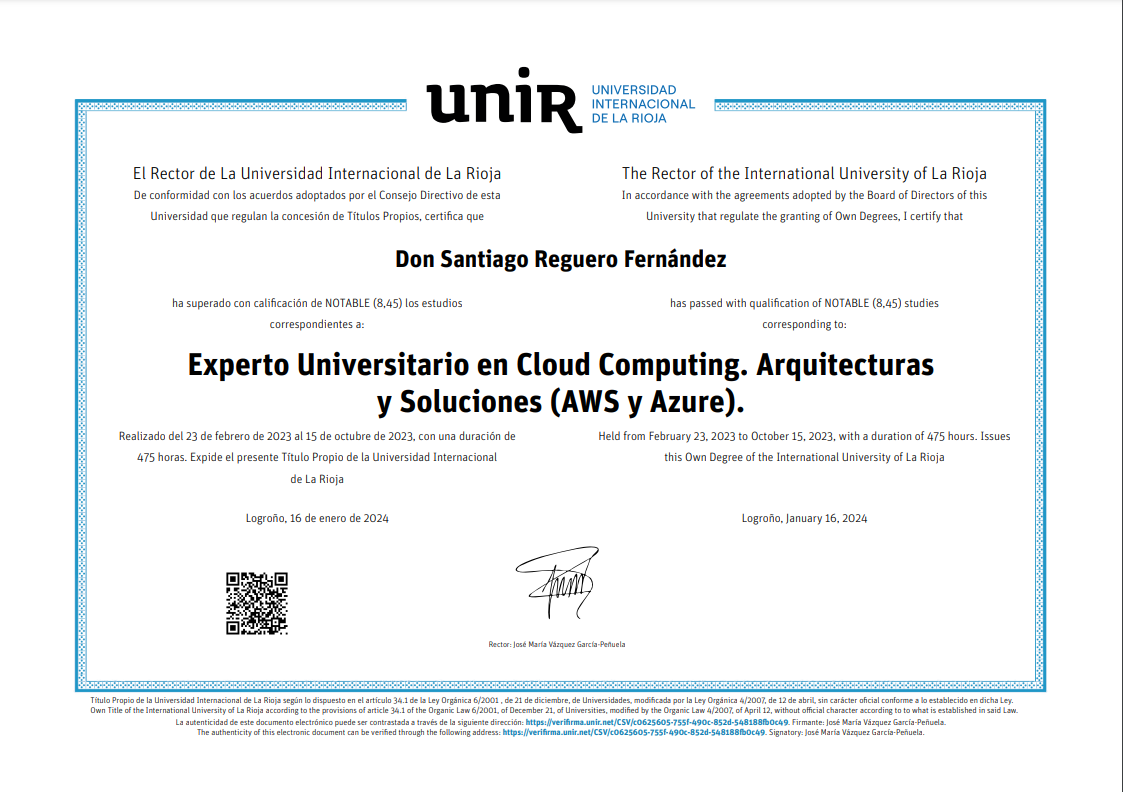 unir
UNIVERSIDAD
INTERNACIONAL
DE LA RIOJA
El Rector de La Universidad Internacional de La Rioja
De conformidad con los acuerdos adoptados por el Consejo Directivo de esta
Universidad que regulan la concesión de Títulos Propios, certifica que
The Rector of the International University of La Rioja
In accordance with the agreements adopted by the Board of Directors of this
University that regulate the granting of Own Degrees, I certify that
Don Santiago Reguero Fernández
ha superado con calificación de NOTABLE (8,45) los estudios
correspondientes a:
has passed with qualification of NOTABLE (8,45) studies
corresponding to:
Experto Universitario en Cloud Computing. Arquitecturas
y Soluciones (AWS y Azure).
Realizado del 23 de febrero de 2023 al 15 de octubre de 2023, con una duración de
475 horas. Expide el presente Título Propio de la Universidad Internacional
de La Rioja
Held from February 23, 2023 to October 15, 2023, with a duration of 475 hours. Issues
this Own Degree of the International University of La Rioja
Logroño, 16 de enero de 2024
Logroño, January 16, 2024
Rector: José María Vázquez García-Peñuela
Título Propio de la Universidad Internacional de La Rioja según lo dispuesto en el artículo 34.1 de la Ley Orgánica 6/2001 , de 21 de diciembre, de Universidades, modificada por la Ley Orgánica 4/2007, de 12 de abril, sin carácter oficial conforme a lo establecido en dicha Ley.
Own Title of the International University of La Rioja according to the provisions of article 34.1 of the Organic Law 6/2001, of December 21, of Universities, modified by the Organic Law 4/2007, of April 12, without official character according to to what is established in said Law.
La autenticidad de este documento electrónico puede ser contrastada a través de la siguiente dirección: https://verifirma.unir.net/CSV/c0625605-755f-490c-852d-548188fb0c49. Firmante: José María Vázquez García-Peñuela.
The authenticity of this electronic document can be verified through the following address: https://verifirma.unir.net/CSV/c0625605-755f-490c-852d-548188fb0c49. Signatory: José María Vázquez García-Peñuela.